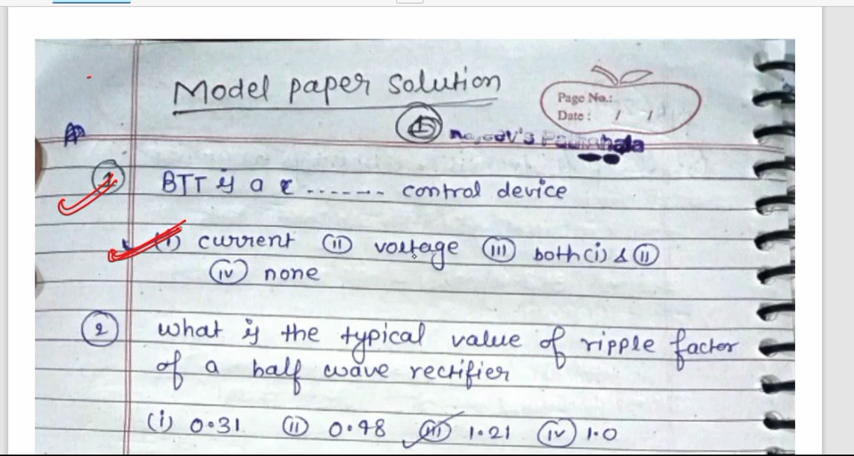 Model paper solution
Page No.:
Date : / /
①
① BTT is a ....... control device
(i) current (ii) voltage (iii) both (i) & (ii)
(iv) none
② what is the typical value of ripple factor
of a half wave rectifier
(i) 0.31 (ii) 0.48 (iii) 1.21 (iv) 1.0